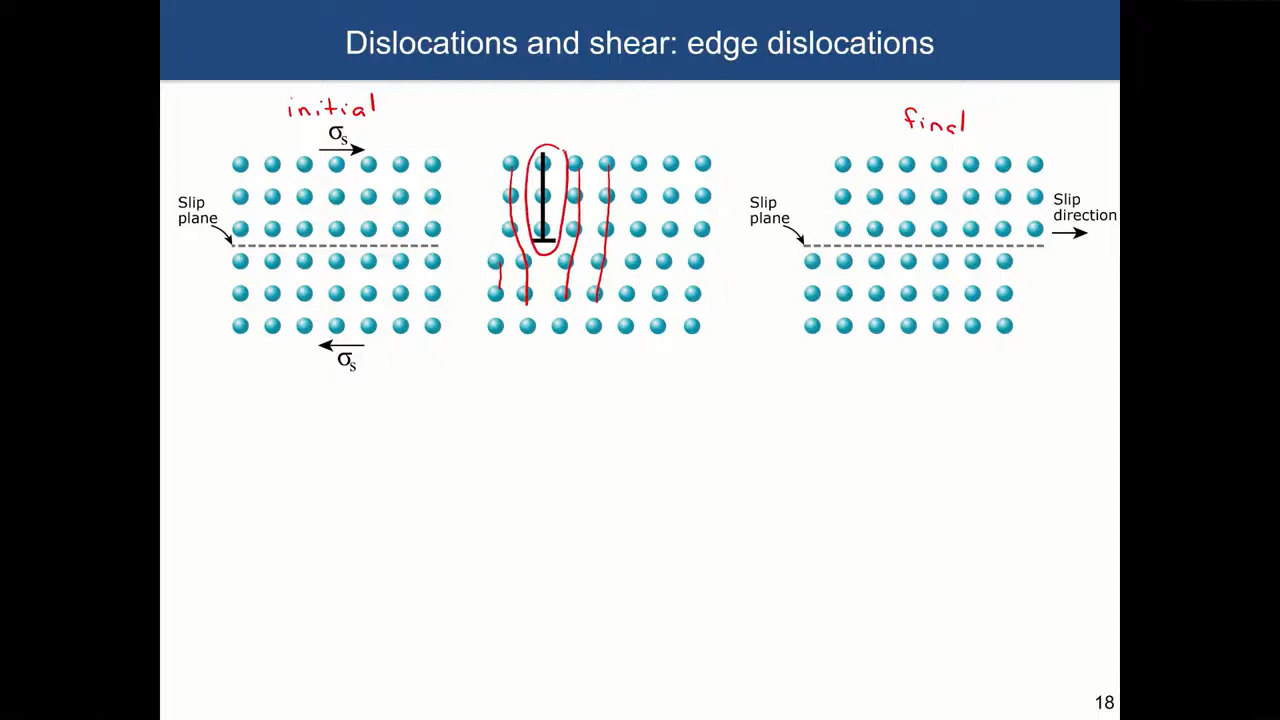 Dislocations and shear: edge dislocations
initial
σs
Slip
plane
σs
final
Slip
plane
Slip
direction
18